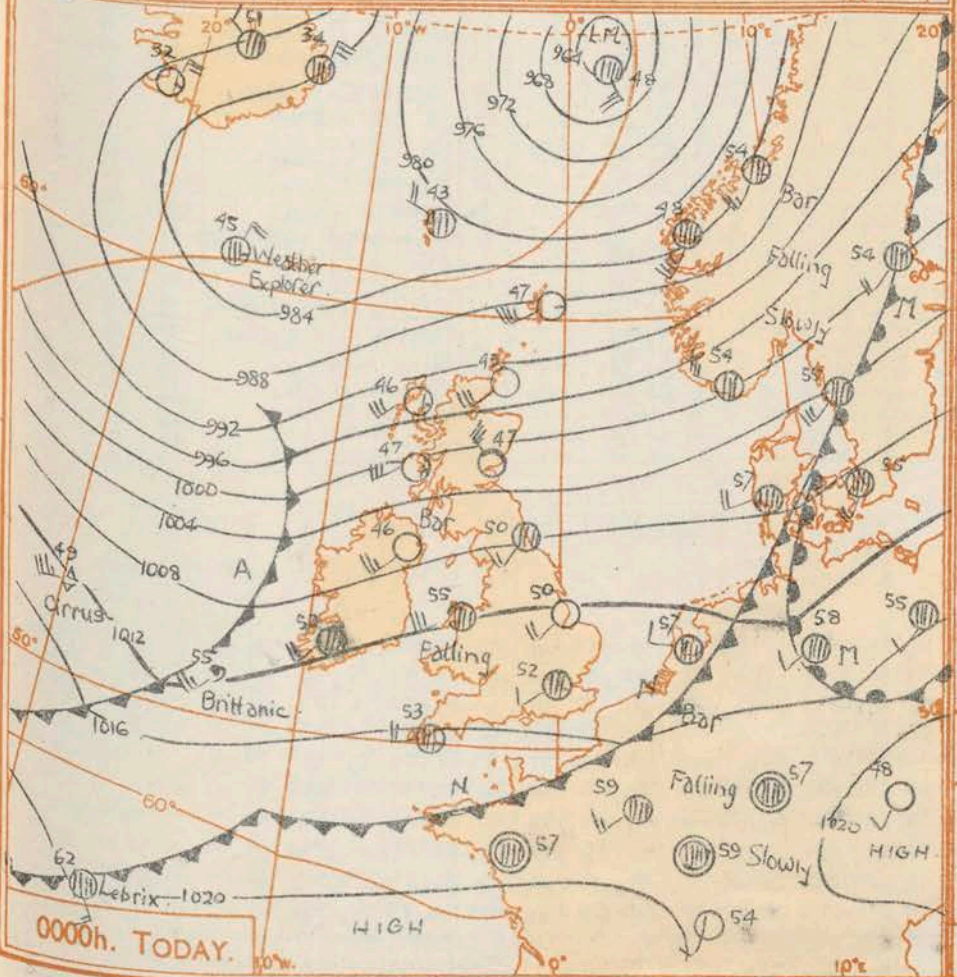 20°
10°W
0°
10°E
20°
51
32
34
LM
964
48
968
972
976
980
54
43
60°
48
Bar
45
Weather
Explorer
Falling
54
60°
984
47
Slowly
M
988
43
54
46
992
47
47
996
57
1000
Bar
1004
46
50
1008
A
49
55
50
58
55
Cirrus
1012
57
50°
55
Falling
M
Brittanic
52
N
53
Bar
1016
N
59
Falling
57
48
60°
1020
HIGH
62
57
59
Slowly
Lebrix
1020
54
HIGH
0000h. TODAY.
10°W.
0°
10°E